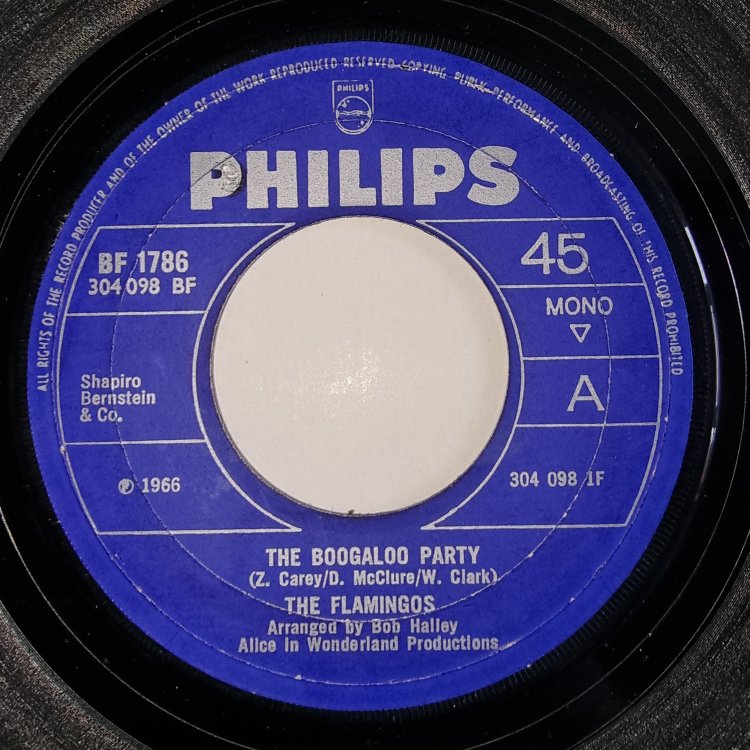 ALL RIGHTS OF THE RECORD PRODUCER AND OF THE OWNER OF THE WORK REPRODUCED RESERVED COPYING PUBLIC PERFORMANCE AND BROADCASTING OF THIS RECORD PROHIBITED
PHILIPS
PHILIPS
BF 1786
304 098 BF
45
MONO
Shapiro
Bernstein
& Co.
A
℗ 1966
304 098 1F
THE BOOGALOO PARTY
(Z. Carey/D. McClure/W. Clark)
THE FLAMINGOS
Arranged by Bob Halley
Alice In Wonderland Productions